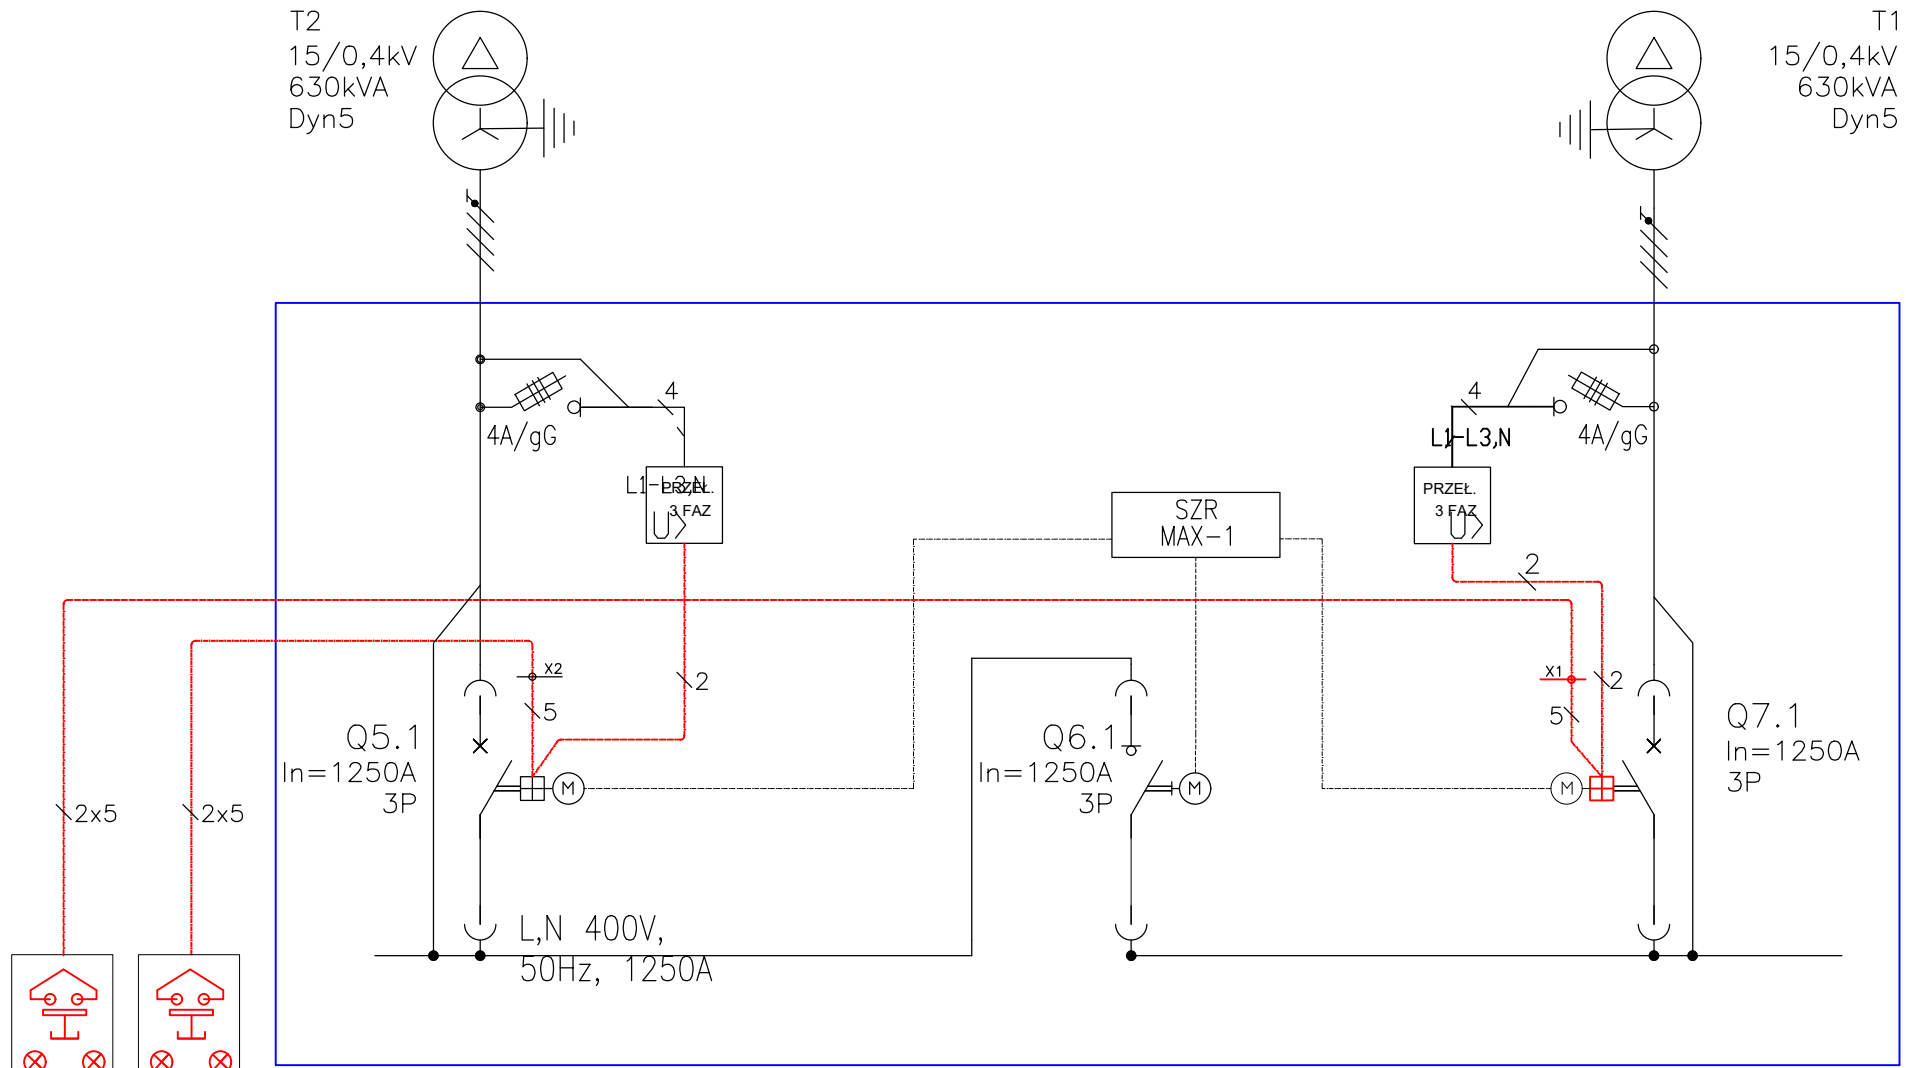 T2
15/0,4kV
630kVA
Dyn5
T1
15/0,4kV
630kVA
Dyn5
4
4A/gG
L1-L3,N
PRZEŁ.
3 FAZ
U>
4
4A/gG
L1-L3,N
PRZEŁ.
3 FAZ
U>
SZR
MAX-1
2
X2
5
2
X1
5
2
Q5.1
In=1250A
3P
M
Q6.1
In=1250A
3P
M
M
Q7.1
In=1250A
3P
2x5
2x5
L,N 400V,
50Hz, 1250A